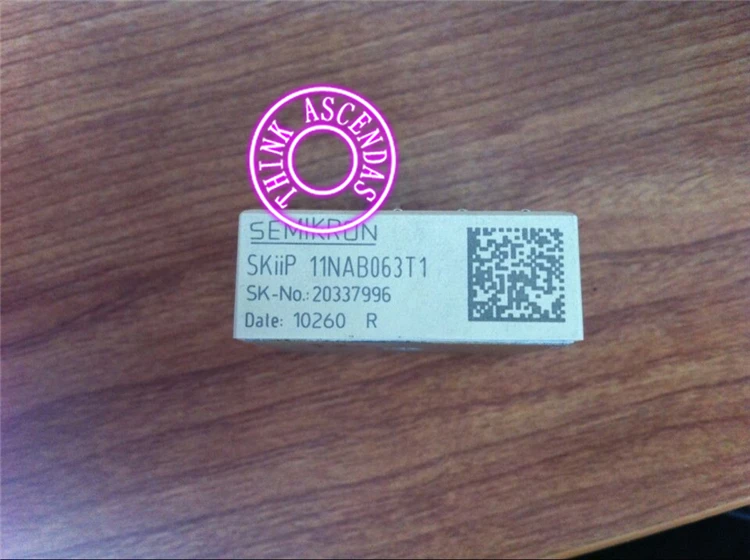 THINK ASCENDAS
SEMIKRON
SKiiP 11NAB063T1
SK-No.: 20337996
Date: 10260 R